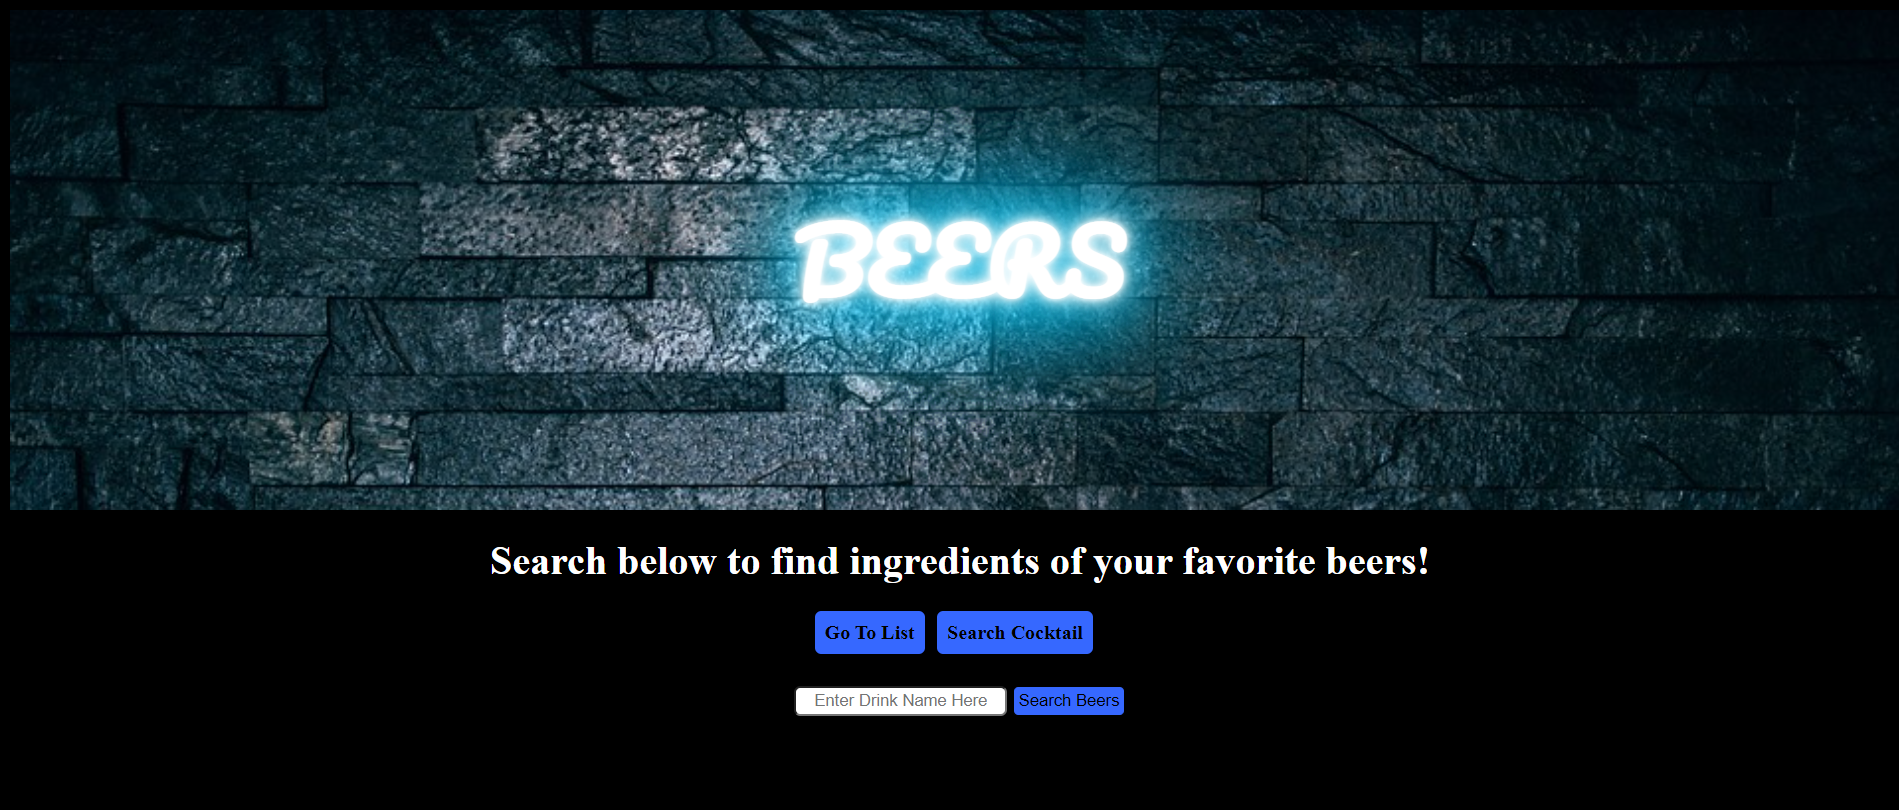 BEERS
Search below to find ingredients of your favorite beers!
Go To List Search Cocktail
Enter Drink Name Here Search Beers